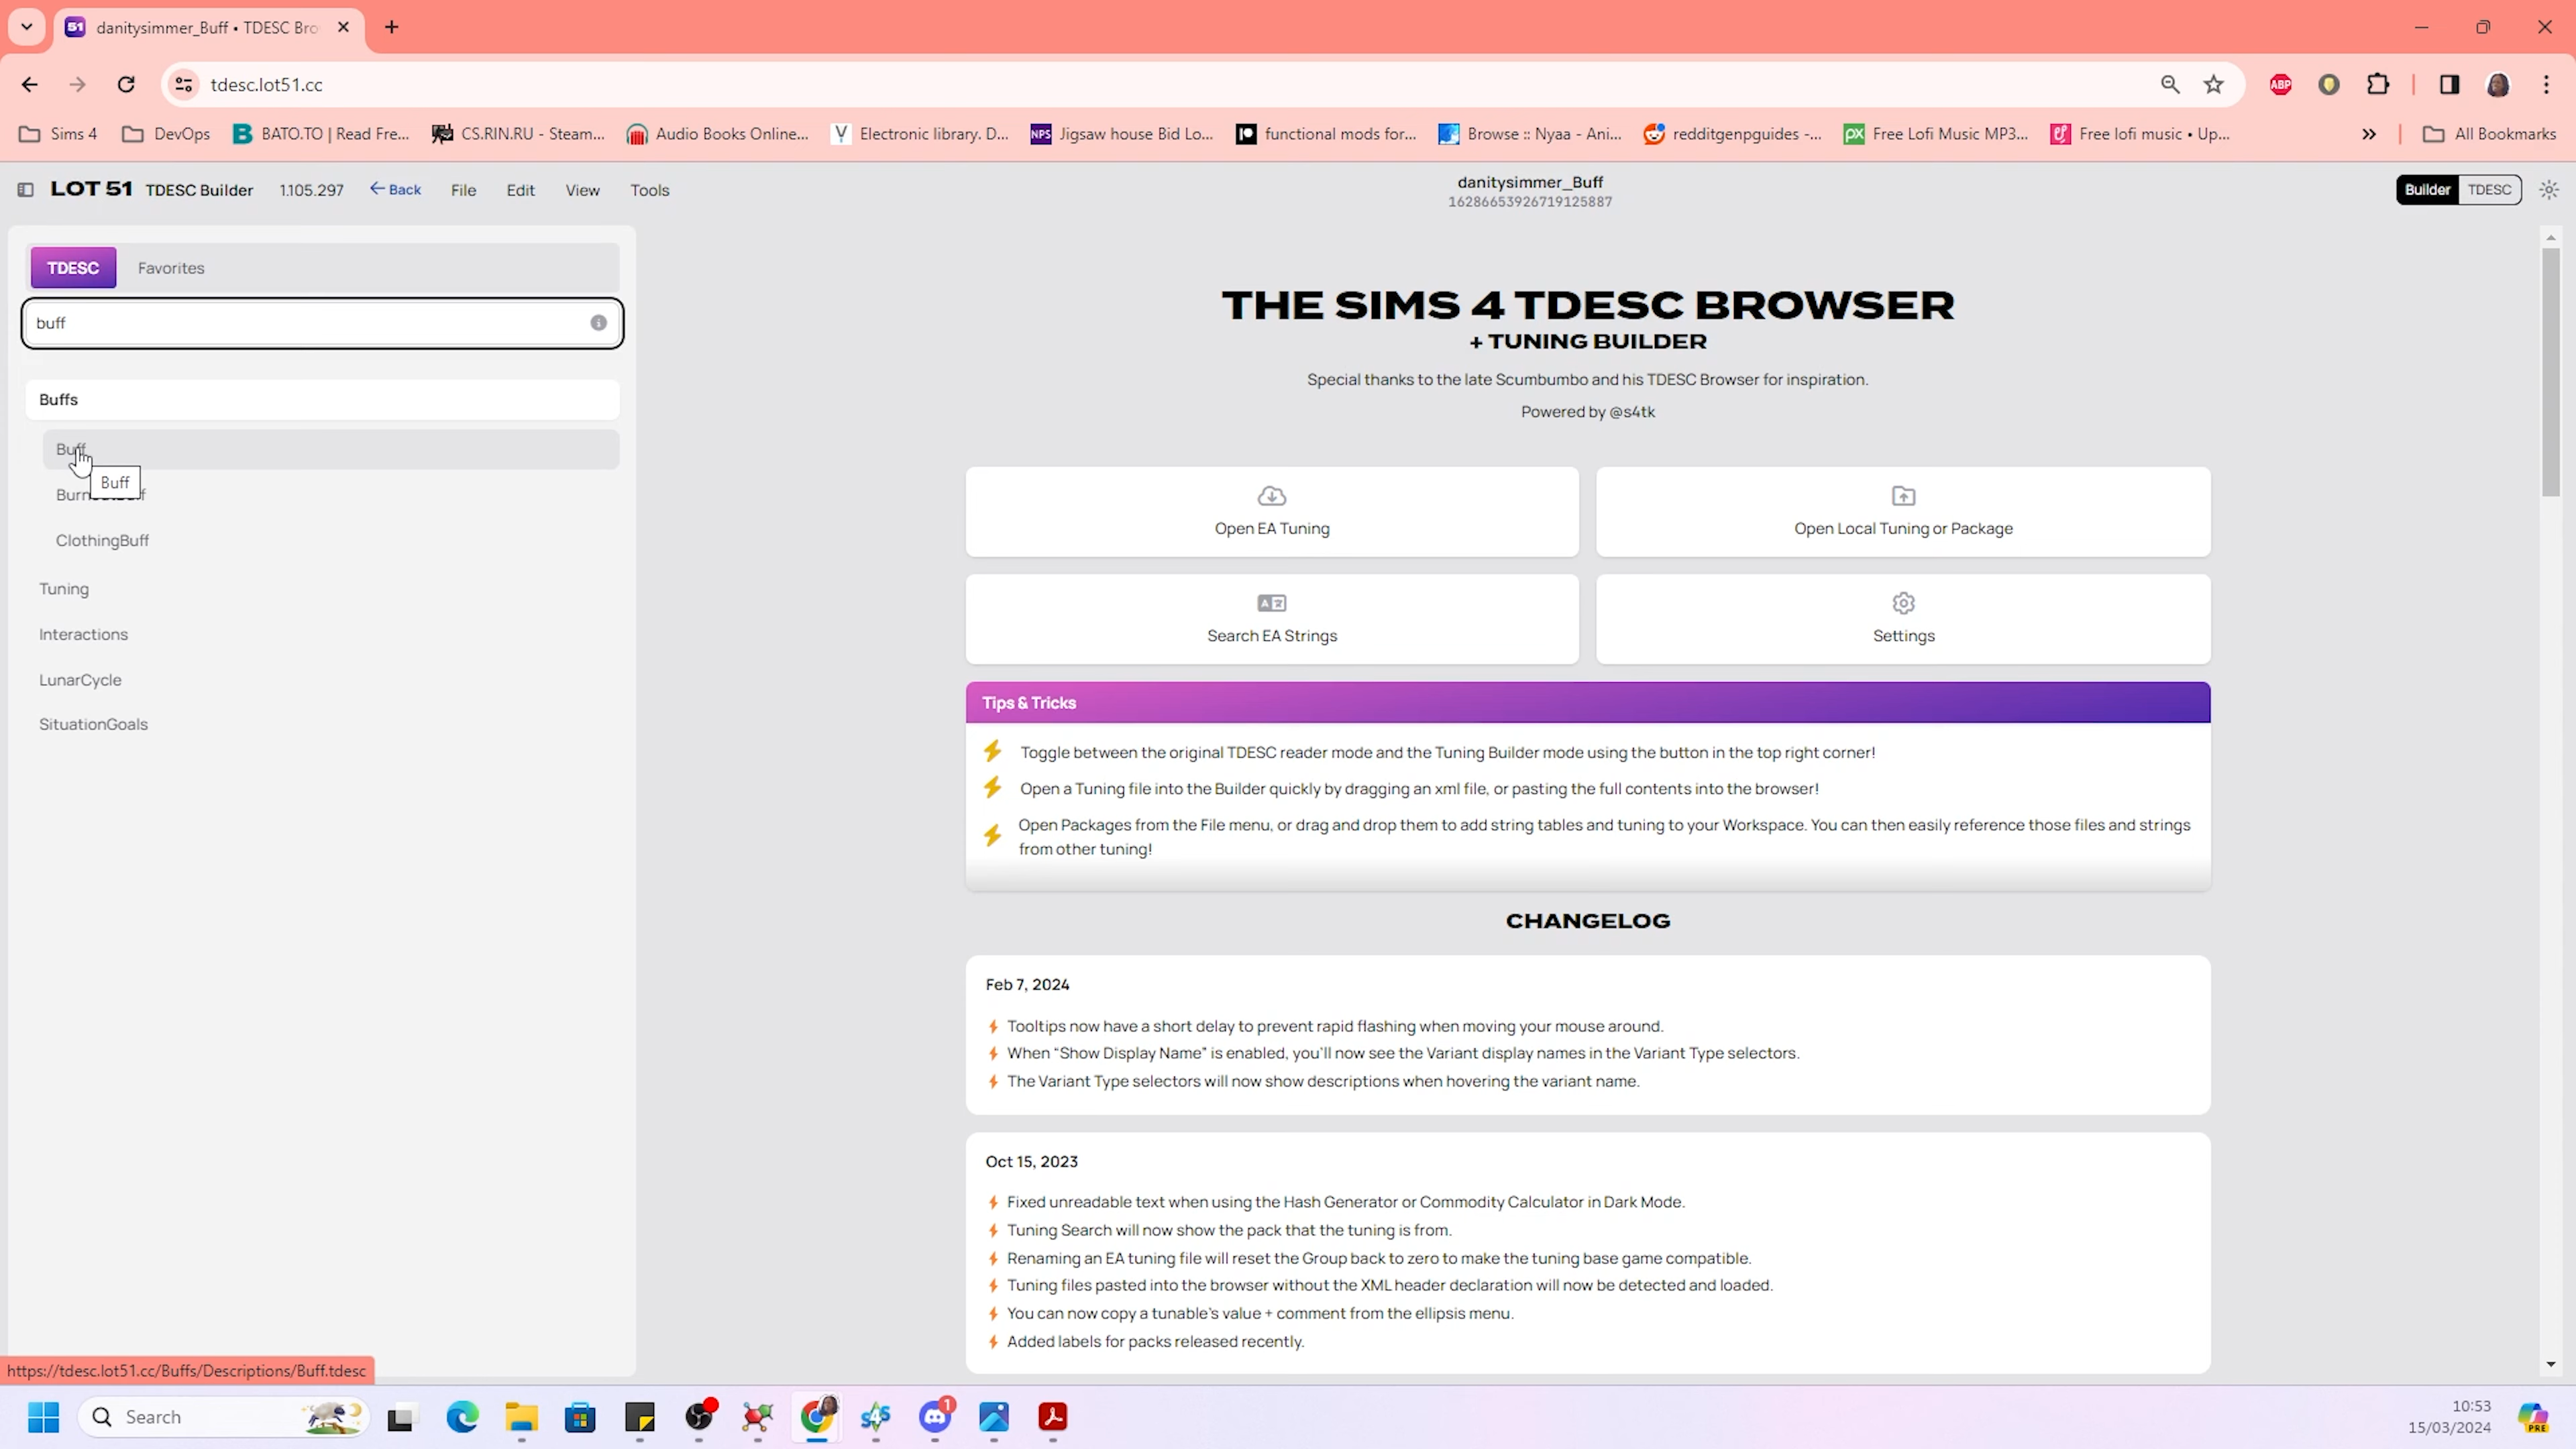 51 danitysimmer_Buff • TDESC Bro
tdesc.lot51.cc
ABP
Sims 4
DevOps
BATO.TO | Read Fre...
CS.RIN.RU - Steam...
Audio Books Online...
Electronic library. D...
NPS Jigsaw house Bid Lo...
functional mods for...
Browse :: Nyaa - Ani...
redditgenpguides -...
px Free Lofi Music MP3...
Free lofi music • Up...
» All Bookmarks
LOT 51 TDESC Builder 1.105.297 Back File Edit View Tools
danitysimmer_Buff
16286653926719125887
Builder TDESC
TDESC Favorites
buff
Buffs
Buff
Buff
ClothingBuff
Tuning
Interactions
LunarCycle
SituationGoals
THE SIMS 4 TDESC BROWSER
+ TUNING BUILDER
Special thanks to the late Scumbumbo and his TDESC Browser for inspiration.
Powered by @s4tk
Open EA Tuning
Open Local Tuning or Package
Search EA Strings
Settings
Tips & Tricks
Toggle between the original TDESC reader mode and the Tuning Builder mode using the button in the top right corner!
Open a Tuning file into the Builder quickly by dragging an xml file, or pasting the full contents into the browser!
Open Packages from the File menu, or drag and drop them to add string tables and tuning to your Workspace. You can then easily reference those files and strings
from other tuning!
CHANGELOG
Feb 7, 2024
Tooltips now have a short delay to prevent rapid flashing when moving your mouse around.
When “Show Display Name” is enabled, you'll now see the Variant display names in the Variant Type selectors.
The Variant Type selectors will now show descriptions when hovering the variant name.
Oct 15, 2023
Fixed unreadable text when using the Hash Generator or Commodity Calculator in Dark Mode.
Tuning Search will now show the pack that the tuning is from.
Renaming an EA tuning file will reset the Group back to zero to make the tuning base game compatible.
Tuning files pasted into the browser without the XML header declaration will now be detected and loaded.
You can now copy a tunable's value + comment from the ellipsis menu.
Added labels for packs released recently.
https://tdesc.lot51.cc/Buffs/Descriptions/Buff.tdesc
Search
1
10:53
15/03/2024
PRE